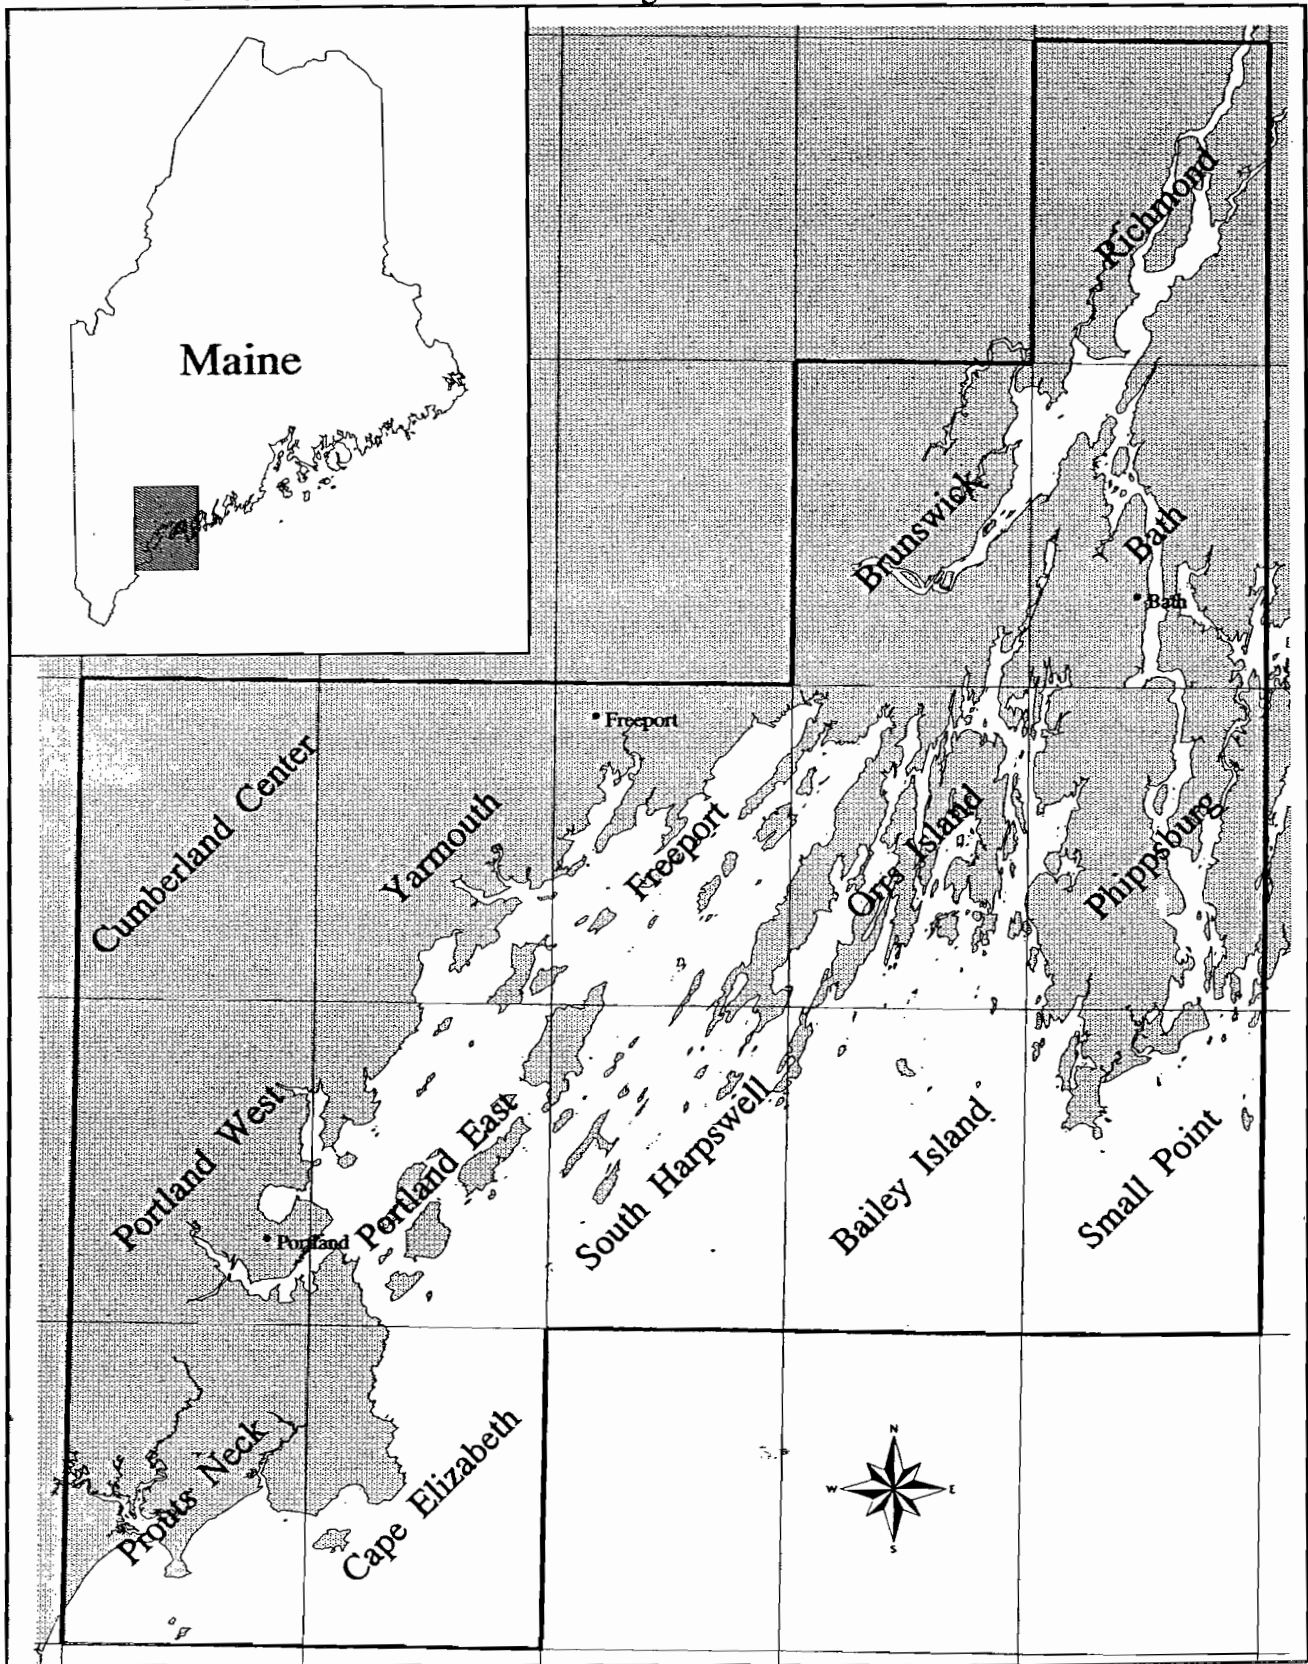 Maine
Richmond
Brunswick
Bath
Bath
Freeport
Cumberland Center
Yarmouth
Freeport
Orrs Island
Phippsburg
Portland West
Portland East
South Harpswell
Bailey Island
Small Point
Portland
Prouts Neck
Cape Elizabeth
N
W
E
S